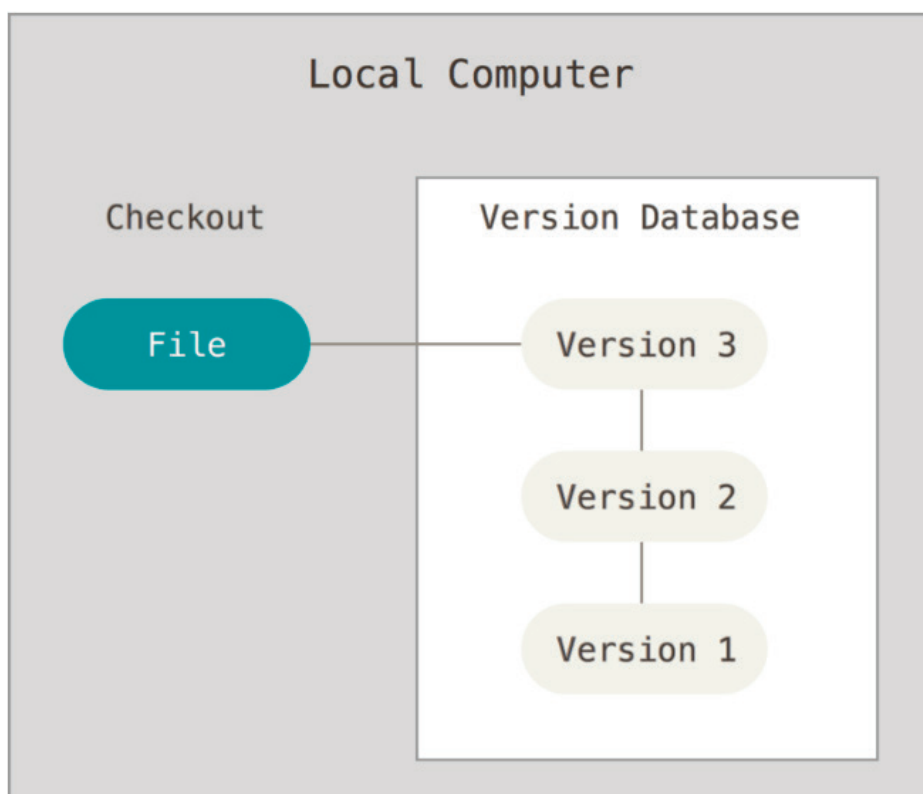 Local Computer
Checkout
Version Database
File
Version 3
Version 2
Version 1